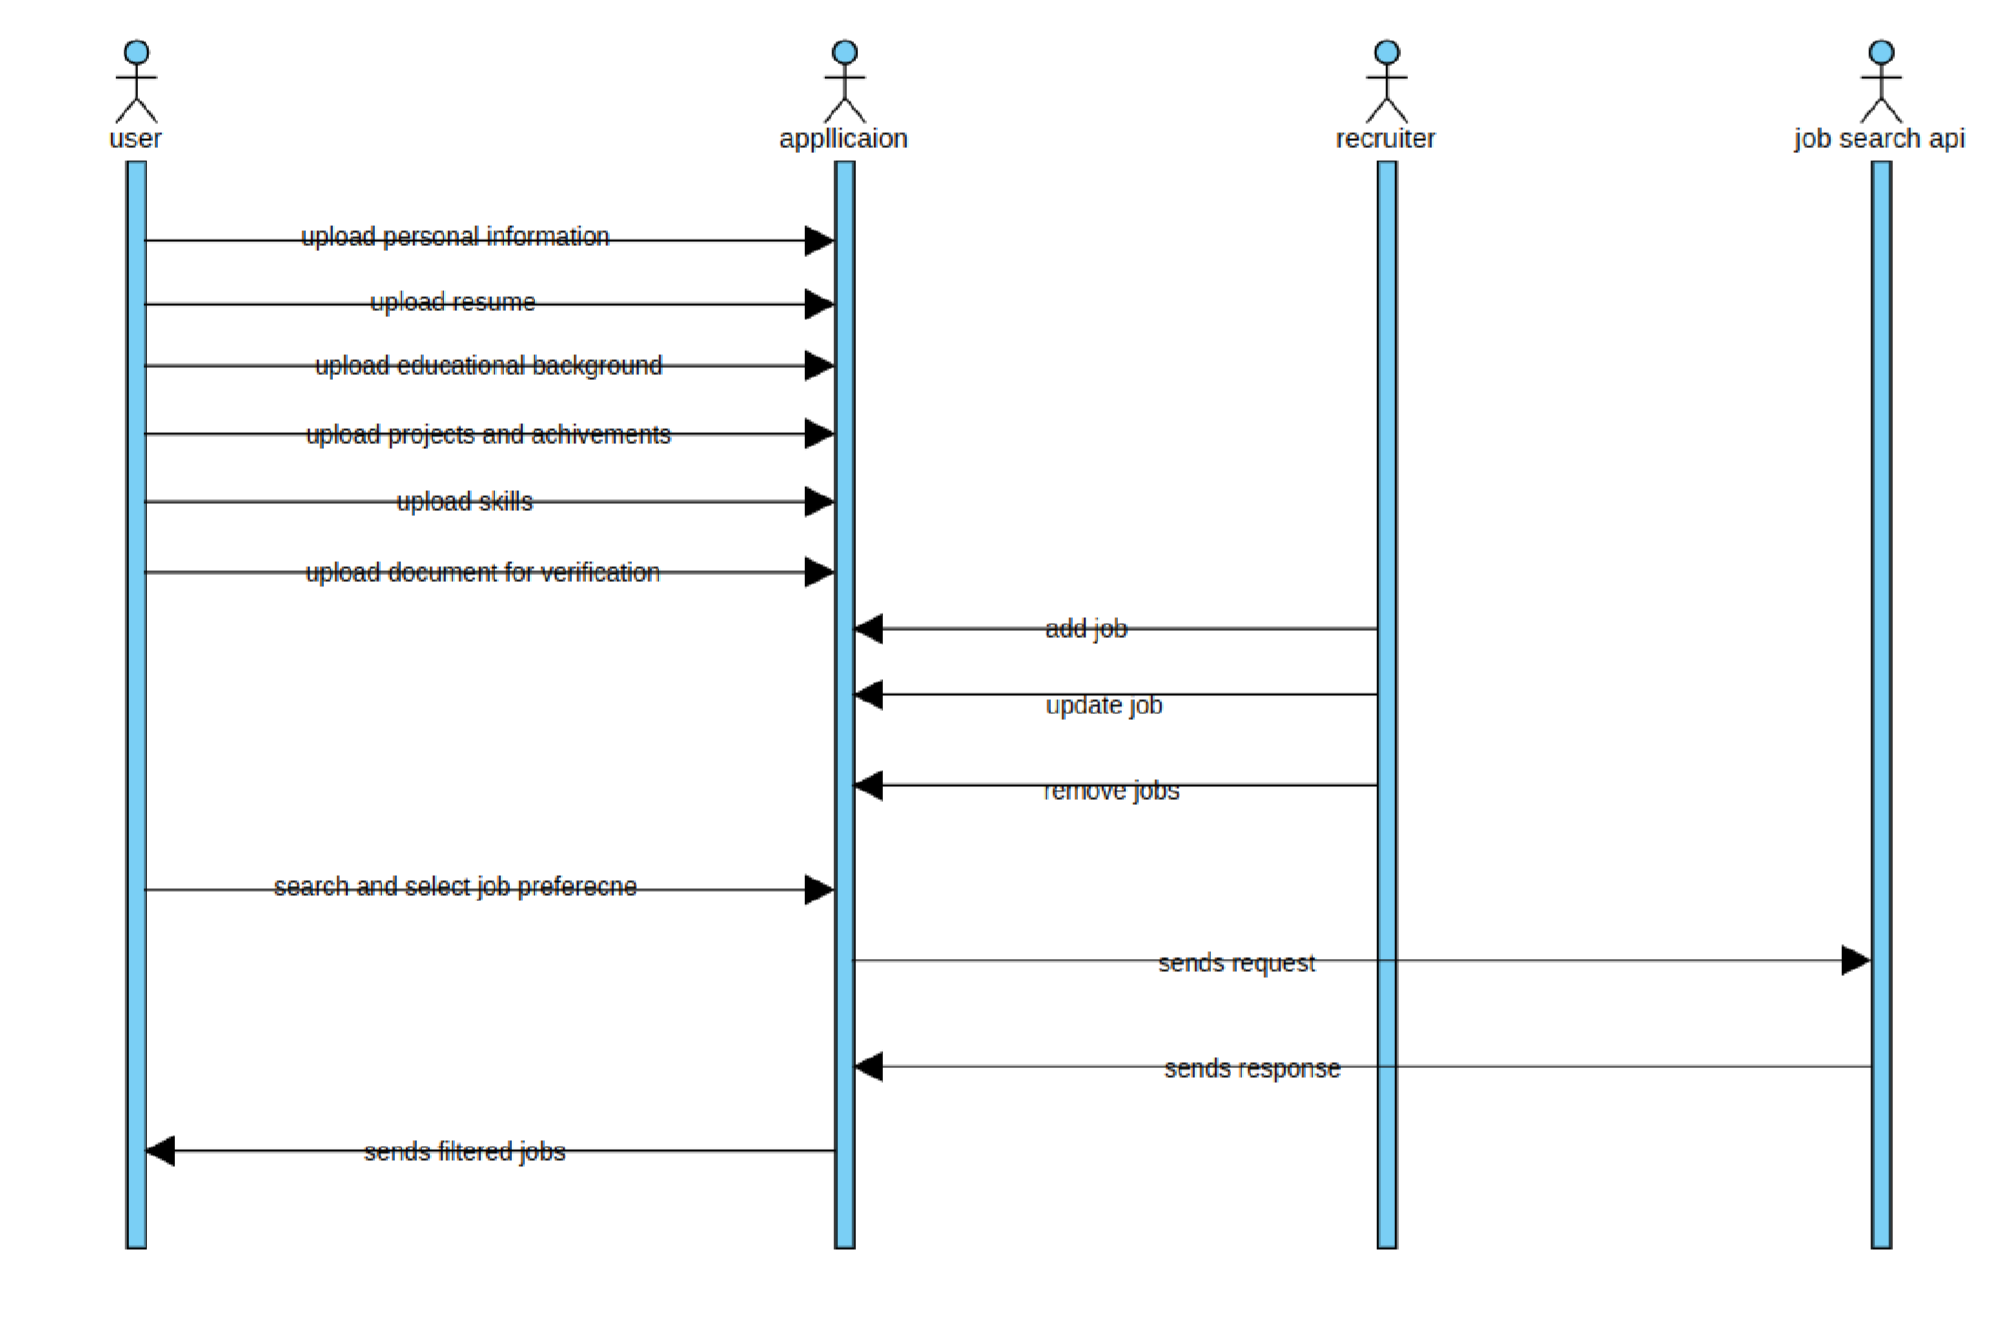 user
appllicaion
recruiter
job search api
upload personal information
upload resume
upload educational background
upload projects and achivements
upload skills
upload document for verification
add job
update job
remove jobs
search and select job preferecne
sends request
sends response
sends filtered jobs